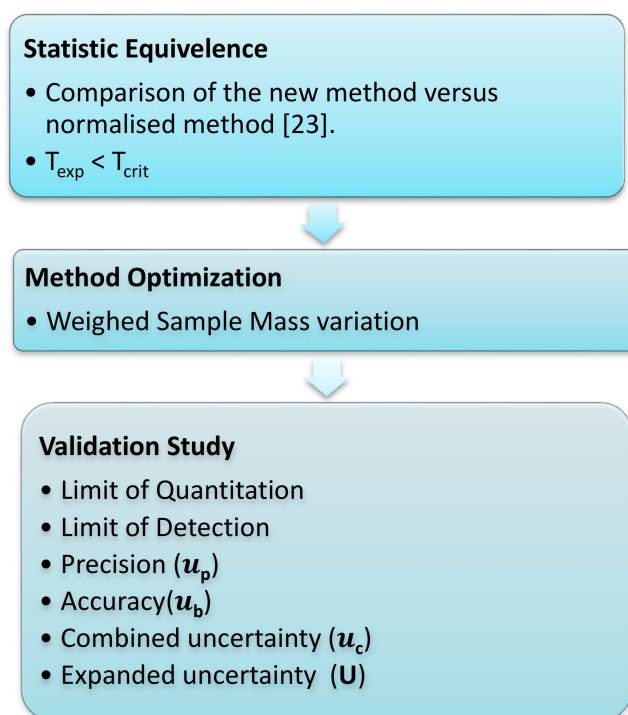 Statistic Equivelence
• Comparison of the new method versus
normalised method [23].
• Texp < Tcrit
Method Optimization
• Weighed Sample Mass variation
Validation Study
• Limit of Quantitation
• Limit of Detection
• Precision (up)
• Accuracy(ub)
• Combined uncertainty (uc)
• Expanded uncertainty (U)